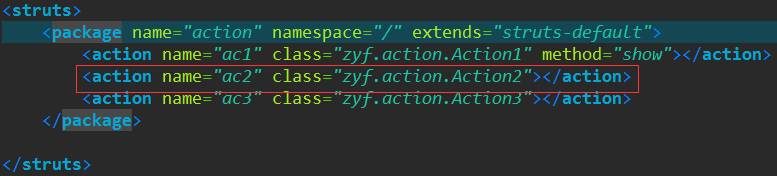 <struts>
<package name="action" namespace="/" extends="struts-default">
<action name="ac1" class="zyf.action.Action1" method="show"></action>
<action name="ac2" class="zyf.action.Action2"></action>
<action name="ac3" class="zyf.action.Action3"></action>
</package>
</struts>